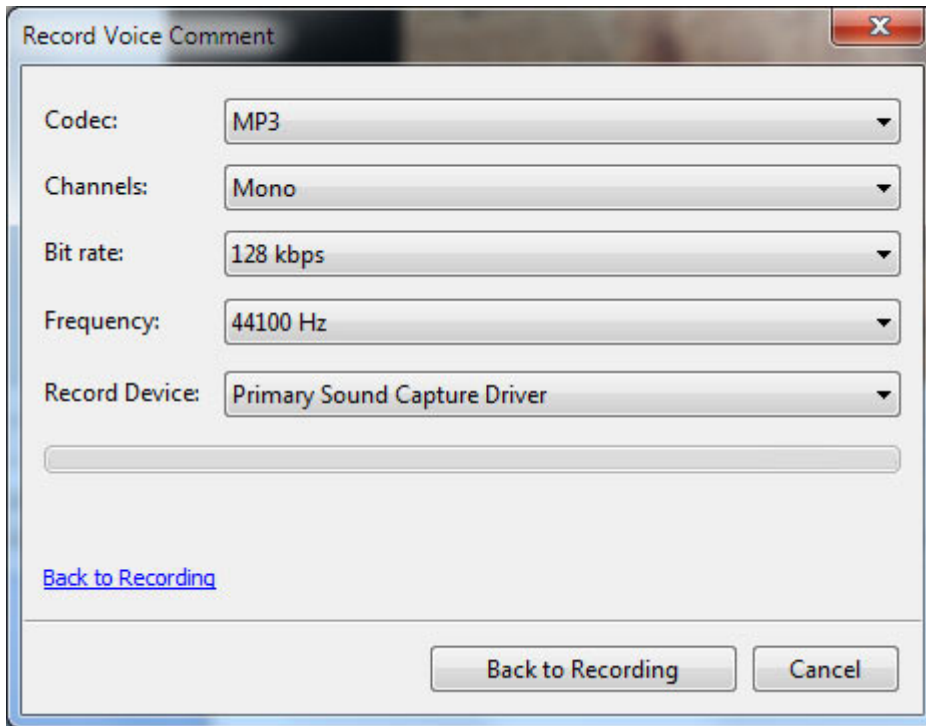 Record Voice Comment
Codec: MP3
Channels: Mono
Bit rate: 128 kbps
Frequency: 44100 Hz
Record Device: Primary Sound Capture Driver
Back to Recording
Back to Recording Cancel